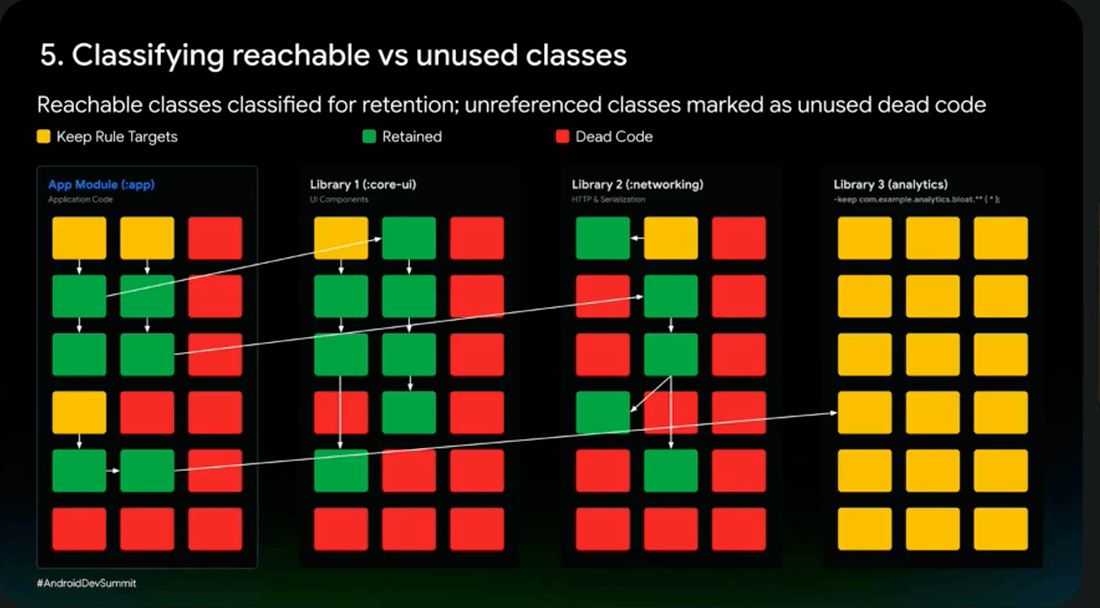 5. Classifying reachable vs unused classes
Reachable classes classified for retention; unreferenced classes marked as unused dead code
Keep Rule Targets
Retained
Dead Code
App Module (:app)
Application Code
Library 1 (:core-ui)
UI Components
Library 2 (:networking)
HTTP & Serialization
Library 3 (analytics)
-keep com.example.analytics.bloat.** { *; };
#AndroidDevSummit